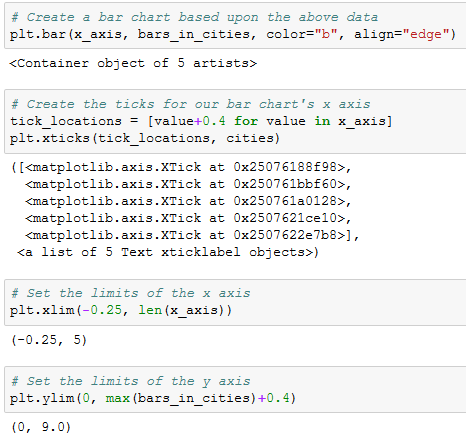 # Create a bar chart based upon the above data
plt.bar(x_axis, bars_in_cities, color="b", align="edge")
<Container object of 5 artists>
# Create the ticks for our bar chart's x axis
tick_locations = [value+0.4 for value in x_axis]
plt.xticks(tick_locations, cities)
([<matplotlib.axis.XTick at 0x25076188f98>,
<matplotlib.axis.XTick at 0x250761bbf60>,
<matplotlib.axis.XTick at 0x250761a0128>,
<matplotlib.axis.XTick at 0x2507621ce10>,
<matplotlib.axis.XTick at 0x2507622e7b8>],
<a list of 5 Text xticklabel objects>)
# Set the limits of the x axis
plt.xlim(-0.25, len(x_axis))
(-0.25, 5)
# Set the limits of the y axis
plt.ylim(0, max(bars_in_cities)+0.4)
(0, 9.0)